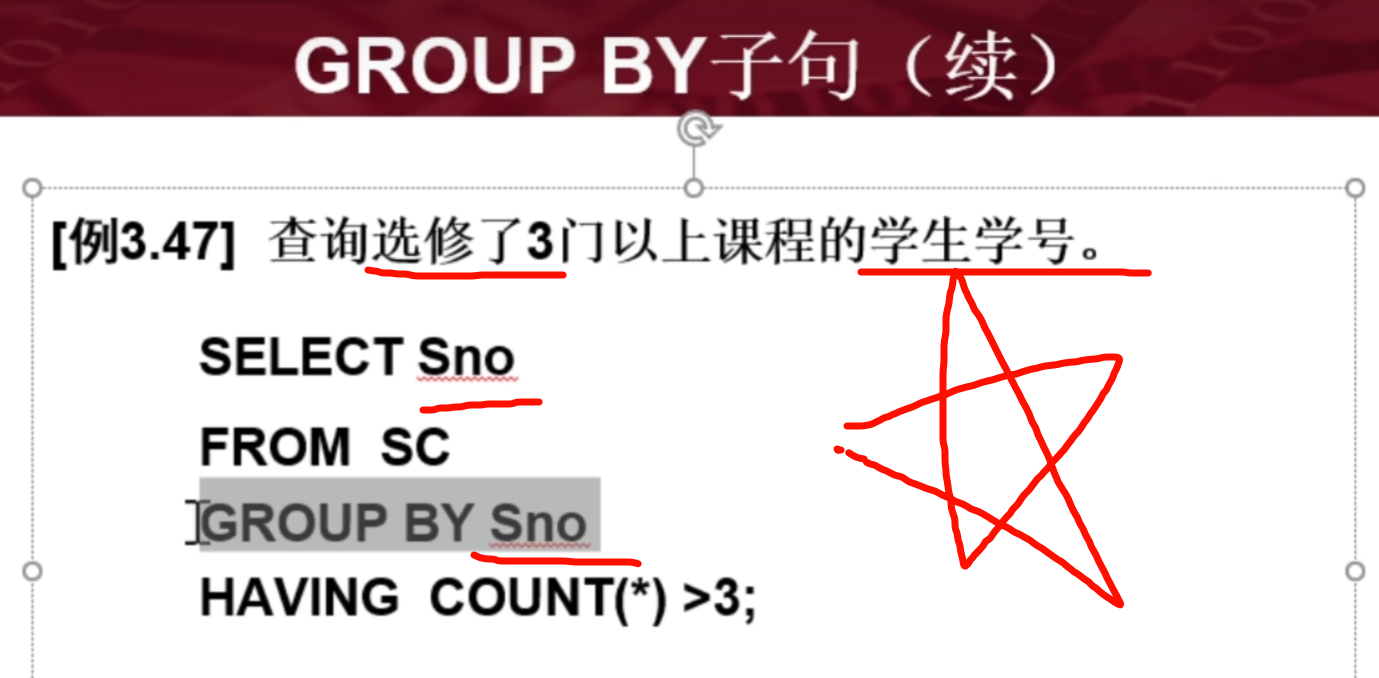 GROUP BY子句（续）
[例3.47] 查询选修了3门以上课程的学生学号。
SELECT Sno
FROM SC
GROUP BY Sno
HAVING COUNT(*) >3;